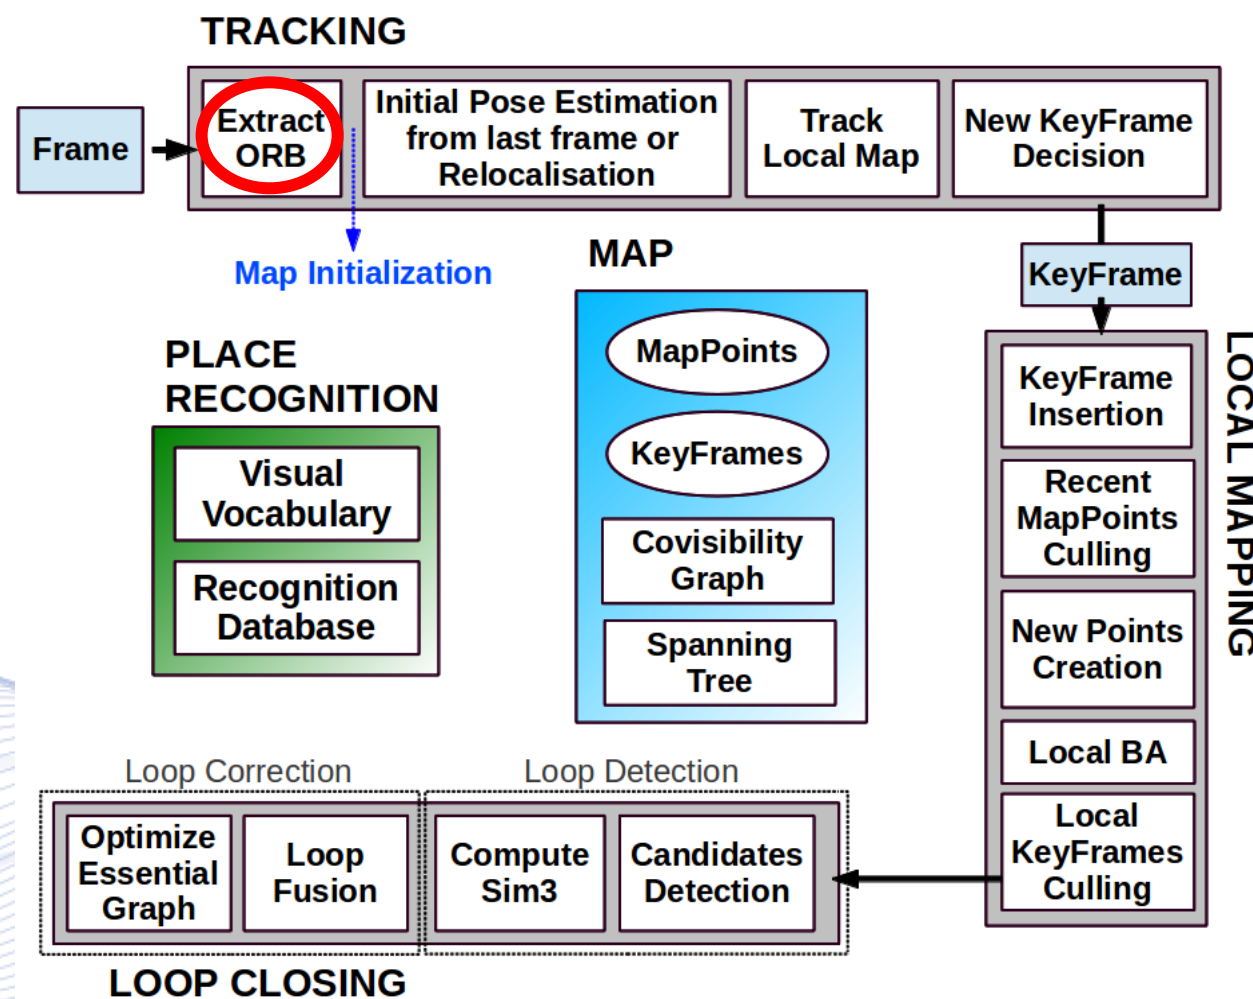 TRACKING
Frame
Extract
ORB
Initial Pose Estimation
from last frame or
Relocalisation
Track
Local Map
New KeyFrame
Decision
Map Initialization
MAP
KeyFrame
PLACE
RECOGNITION
Visual
Vocabulary
Recognition
Database
MapPoints
KeyFrames
Covisibility
Graph
Spanning
Tree
LOCAL MAPPING
KeyFrame
Insertion
Recent
MapPoints
Culling
New Points
Creation
Local BA
Local
KeyFrames
Culling
Loop Correction
Loop Detection
Optimize
Essential
Graph
Loop
Fusion
Compute
Sim3
Candidates
Detection
LOOP CLOSING